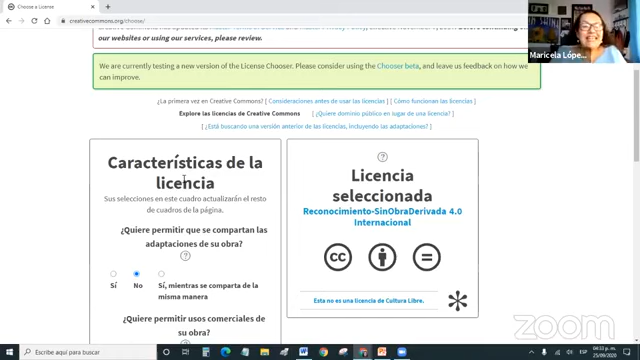 Choose a License
creativecommons.org/choose/
our websites or using our services, please review.
We are currently testing a new version of the License Chooser. Please consider using the Chooser beta, and leave us feedback on how we
can improve.
¿La primera vez en Creative Commons? [ Consideraciones antes de usar las licencias ] [ Cómo funcionan las licencias ]
Explore las licencias de Creative Commons [ ¿Quiere dominio público en lugar de una licencia? ]
[ ¿Está buscando una versión anterior de las licencias, incluyendo las adaptaciones? ]
Características de la
licencia
Sus selecciones en este cuadro actualizarán el resto
de cuadros de la página.
¿Quiere permitir que se compartan las
adaptaciones de su obra?
?
Sí
No
Sí, mientras se comparta de la
misma manera
¿Quiere permitir usos comerciales de
su obra?
?
Licencia
seleccionada
Reconocimiento-SinObraDerivada 4.0
Internacional
cc
=
Esta no es una licencia de Cultura Libre.
Maricela Lópe...
zoom
Escribe aquí para buscar
ESP
04:53 p. m.
25/09/2020